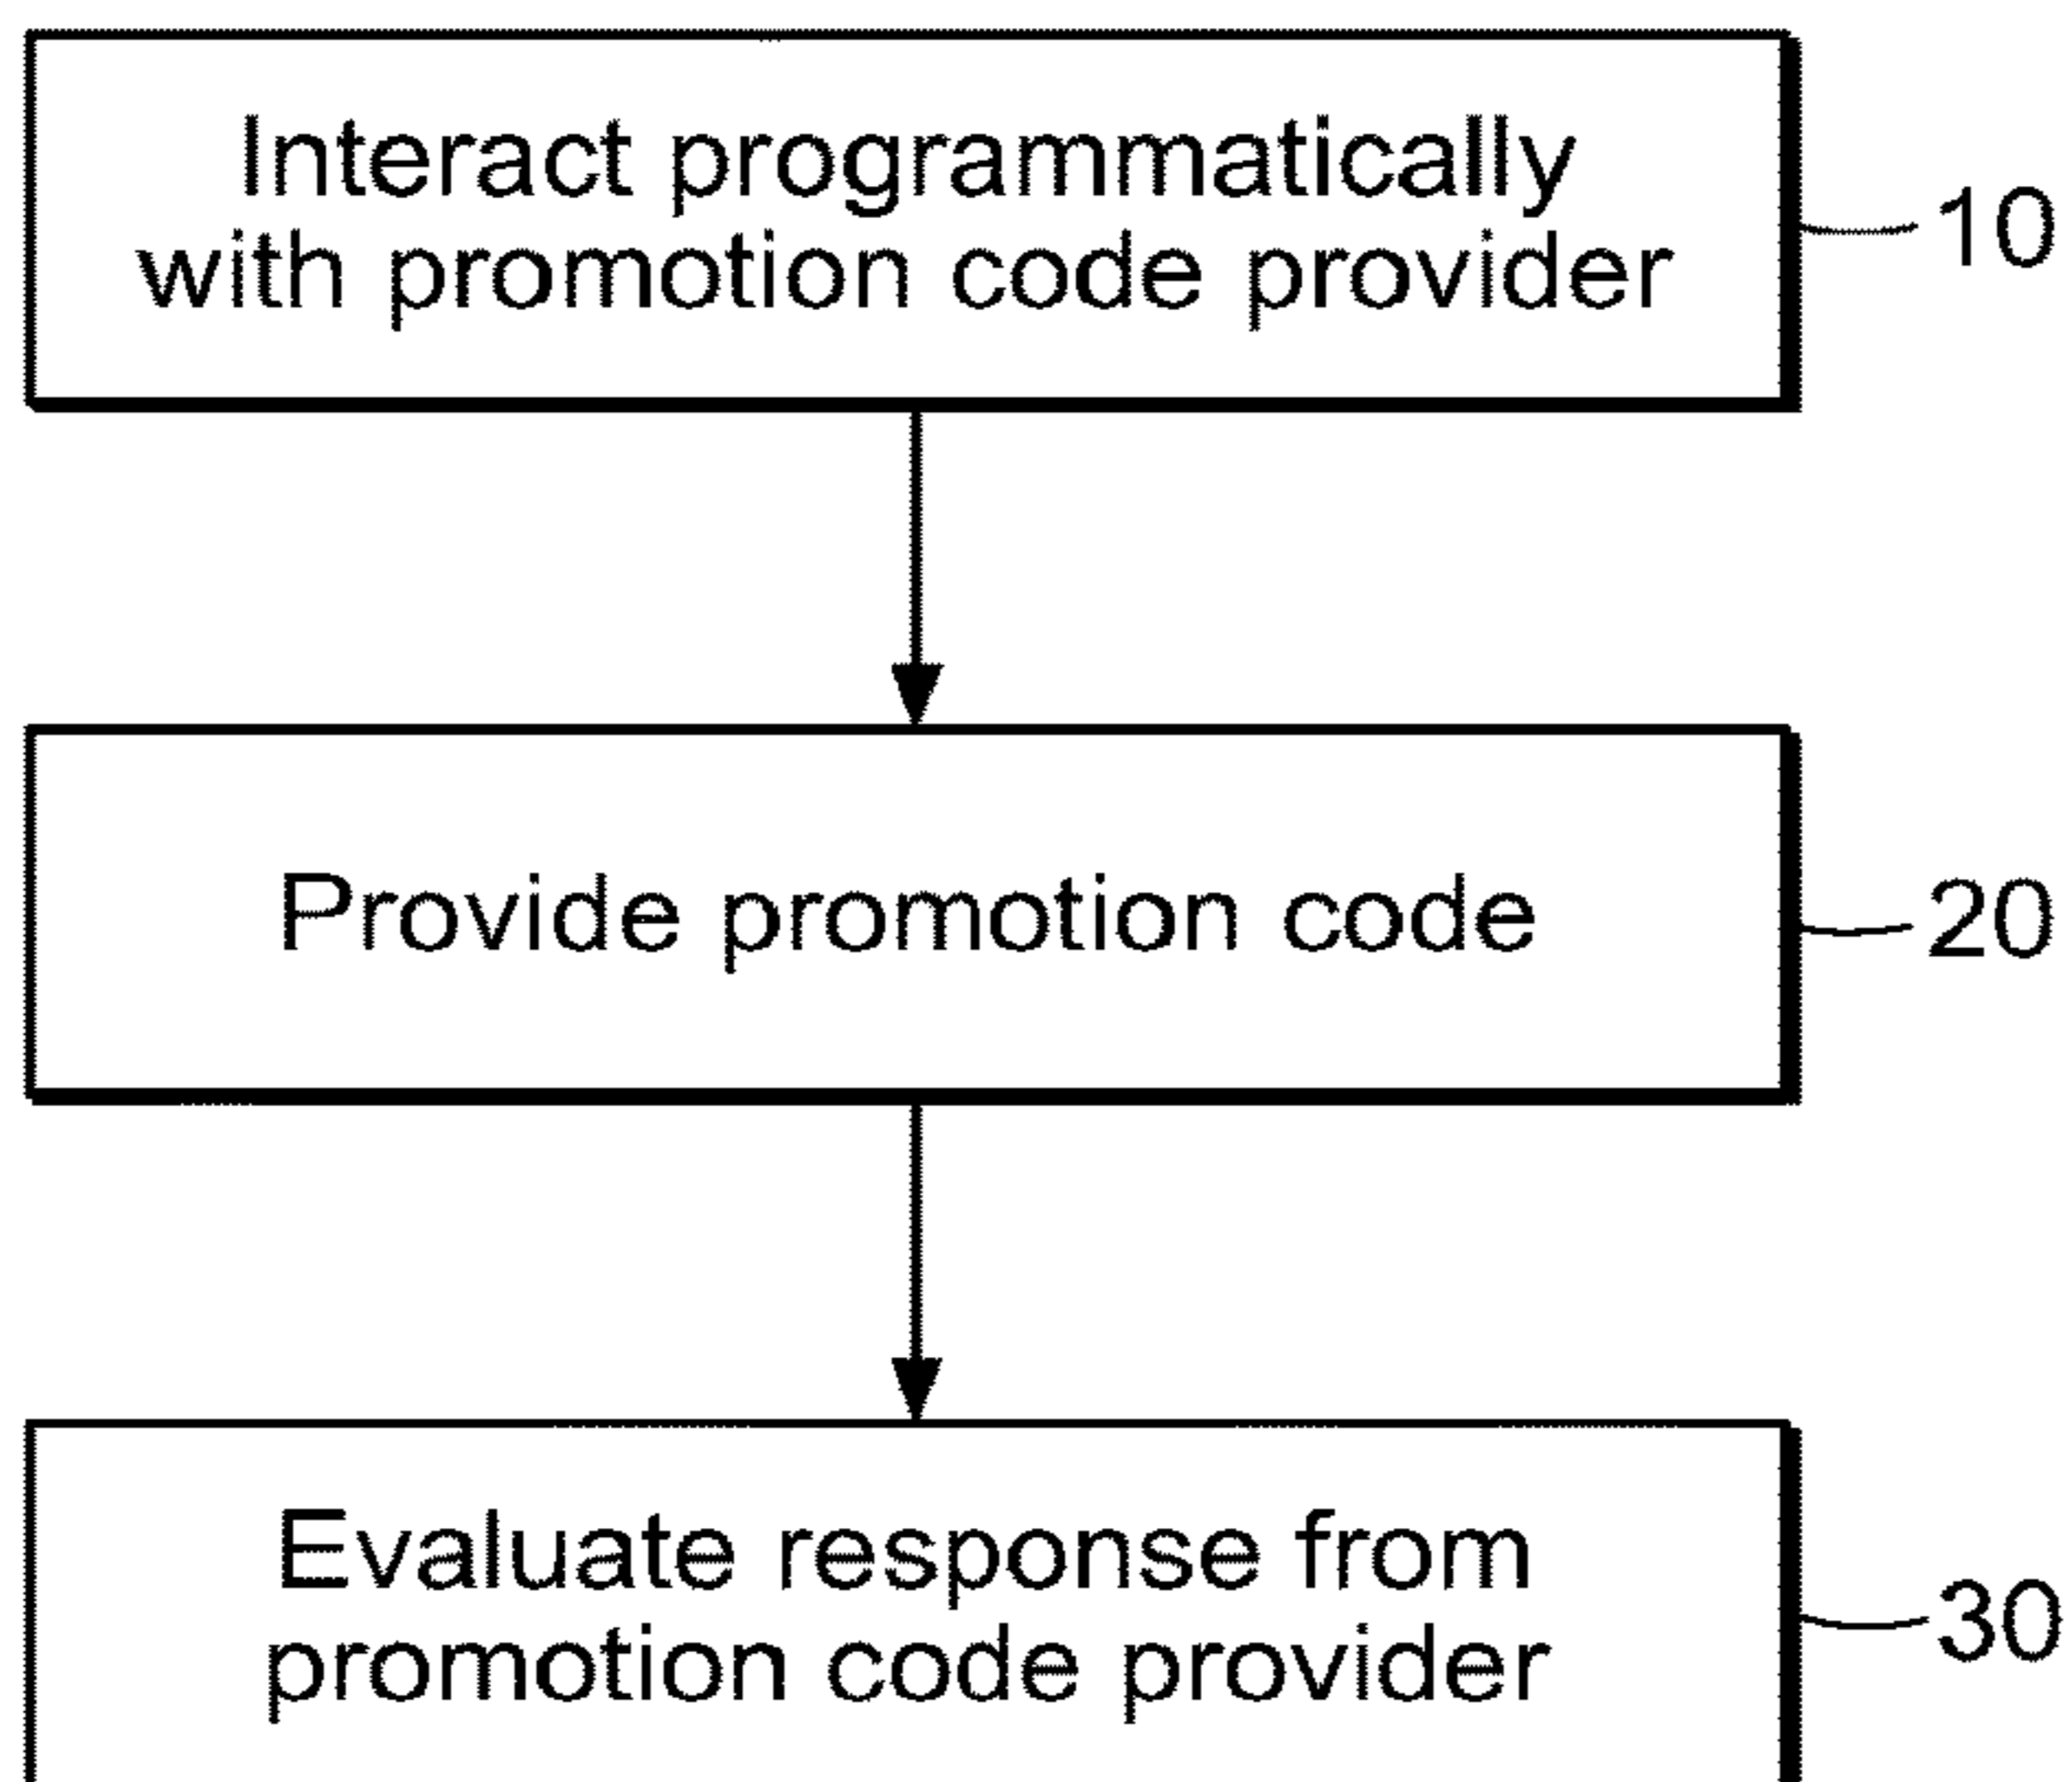 Interact programmatically
with promotion code provider
10
Provide promotion code
20
Evaluate response from
promotion code provider
30